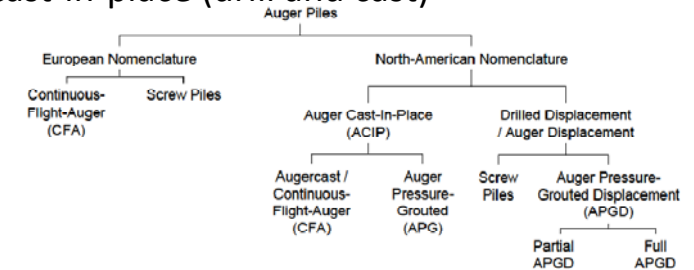 cast-in-place (drill and cast)
Auger Piles
European Nomenclature
North-American Nomenclature
Continuous-
Flight-Auger
(CFA)
Screw Piles
Auger Cast-In-Place
(ACIP)
Drilled Displacement
/ Auger Displacement
Augercast /
Continuous-
Flight-Auger
(CFA)
Auger
Pressure-
Grouted
(APG)
Screw
Piles
Auger Pressure-
Grouted Displacement
(APGD)
Partial
APGD
Full
APGD